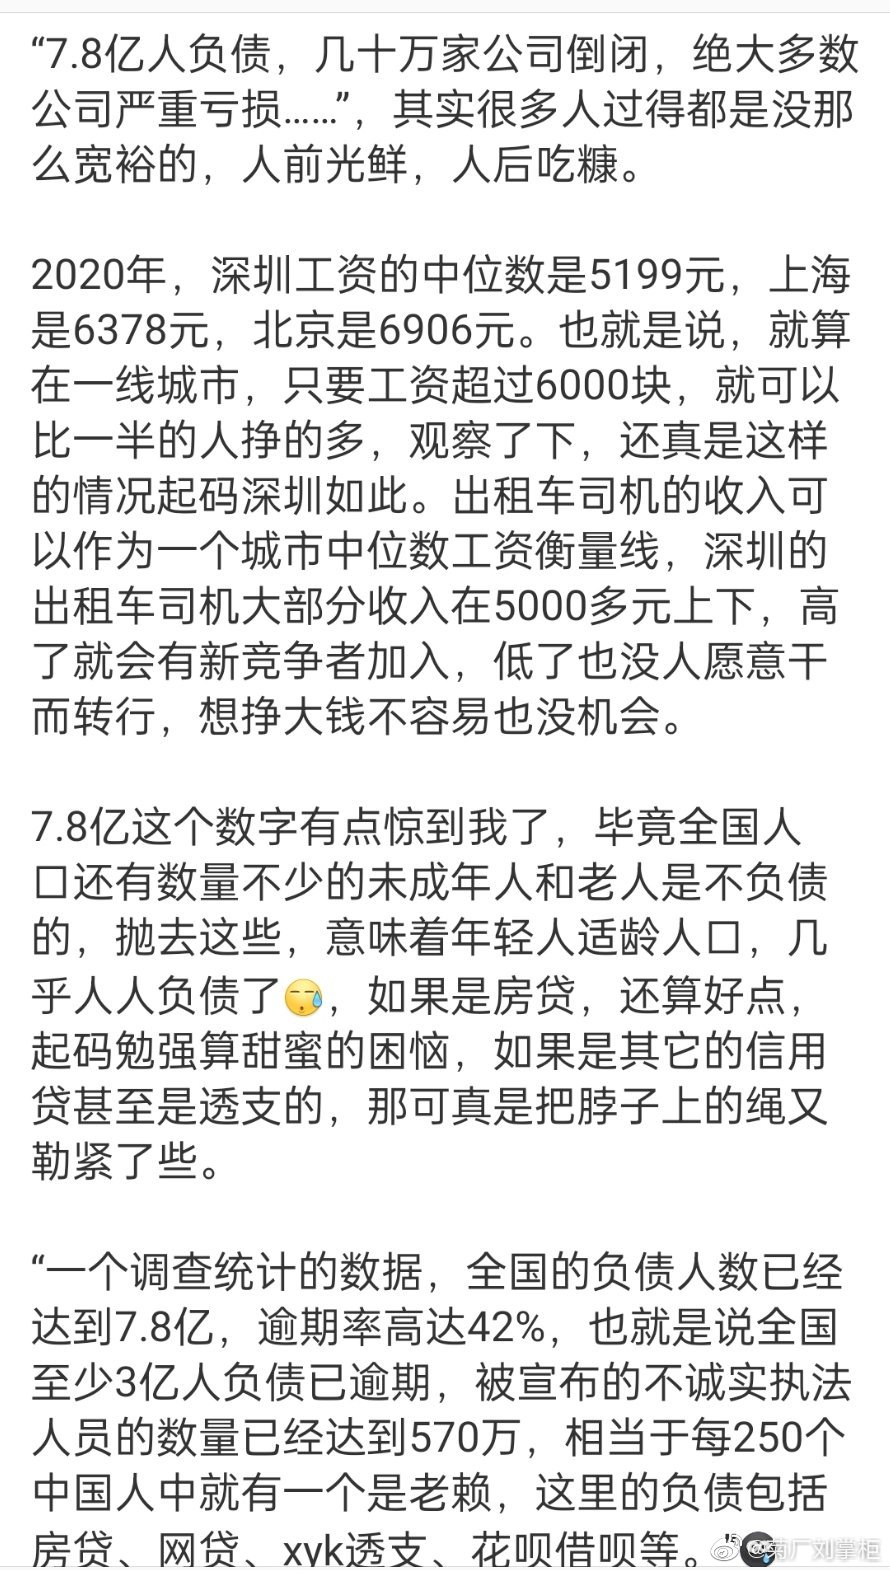 “7.8亿人负债，几十万家公司倒闭，绝大多数
公司严重亏损……”，其实很多人过得都是没那
么宽裕的，人前光鲜，人后吃糠。
2020年，深圳工资的中位数是5199元，上海
是6378元，北京是6906元。也就是说，就算
在一线城市，只要工资超过6000块，就可以
比一半的人挣的多，观察了下，还真是这样
的情况起码深圳如此。出租车司机的收入可
以作为一个城市中位数工资衡量线，深圳的
出租车司机大部分收入在5000多元上下，高
了就会有新竞争者加入，低了也没人愿意干
而转行，想挣大钱不容易也没机会。
7.8亿这个数字有点惊到我了，毕竟全国人
口还有数量不少的未成年人和老人是不负债
的，抛去这些，意味着年轻人适龄人口，几
乎人人负债了😓，如果是房贷，还算好点，
起码勉强算甜蜜的困恼，如果是其它的信用
贷甚至是透支的，那可真是把脖子上的绳又
勒紧了些。
“一个调查统计的数据，全国的负债人数已经
达到7.8亿，逾期率高达42%，也就是说全国
至少3亿人负债已逾期，被宣布的不诚实执法
人员的数量已经达到570万，相当于每250个
中国人中就有一个是老赖，这里的负债包括
房贷、网贷、xyk透支、花呗借呗等。
@南厂刘掌柜